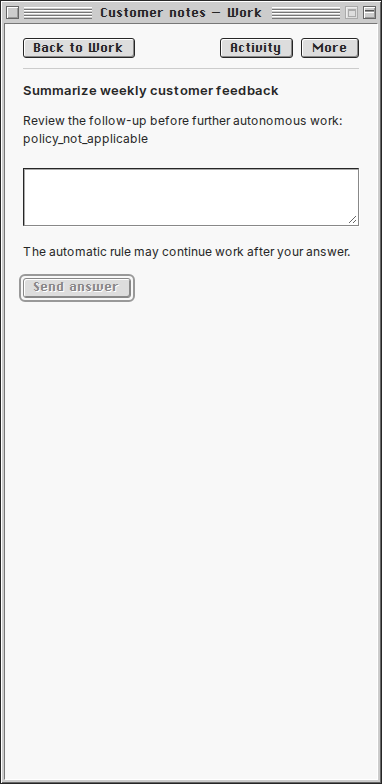 Customer notes — Work
Back to Work
Activity
More
Summarize weekly customer feedback
Review the follow-up before further autonomous work:
policy_not_applicable
The automatic rule may continue work after your answer.
Send answer